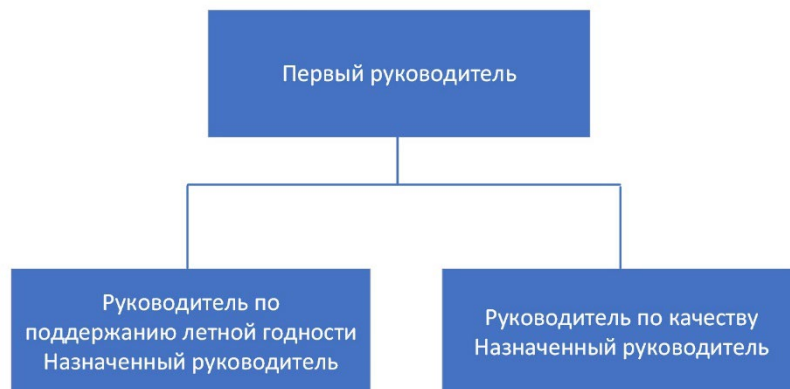 Первый руководитель
Руководитель по
поддержанию летной годности
Назначенный руководитель
Руководитель по качеству
Назначенный руководитель